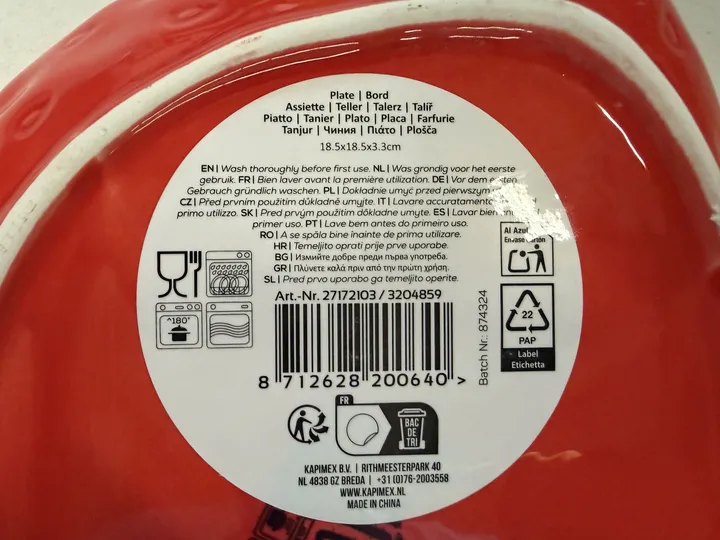 Plate | Bord
Assiette | Teller | Talerz | Talíř
Piatto | Tanier | Plato | Placa | Farfurie
Tanjur | Чиния | Πιάτο | Plošča
18.5x18.5x3.3cm
EN | Wash thoroughly before first use. NL | Was grondig voor het eerste
gebruik. FR | Bien laver avant la première utilization. DE | Vor dem ersten
Gebrauch gründlich waschen. PL | Dokładnie umyć przed pierwszym
CZ | Před prvním použitím důkladně umyjte. IT | Lavare accuratamente
primo utilizzo. SK | Pred prvým použitím dôkladne umyte. ES | Lavar bien
primer uso. PT | Lave bem antes do primeiro uso.
RO | A se spăla bine înainte de prima utilizare.
HR | Temeljito oprati prije prve uporabe.
BG | Измийте добре преди първа употреба.
GR | Πλύνετε καλά πριν από την πρώτη χρήση.
SL | Pred prvo uporabo ga temeljito operite.
Art.-Nr. 27172103 / 3204859
^180°
8 712628 200640 >
Batch Nr.: 874324
Al Azul
Envase Cartón
22
PAP
Label
Etichetta
FR
BAC
DE
TRI
KAPIMEX B.V. | RITHMEESTERPARK 40
NL 4838 GZ BREDA | +31 (0)76-2003558
WWW.KAPIMEX.NL
MADE IN CHINA